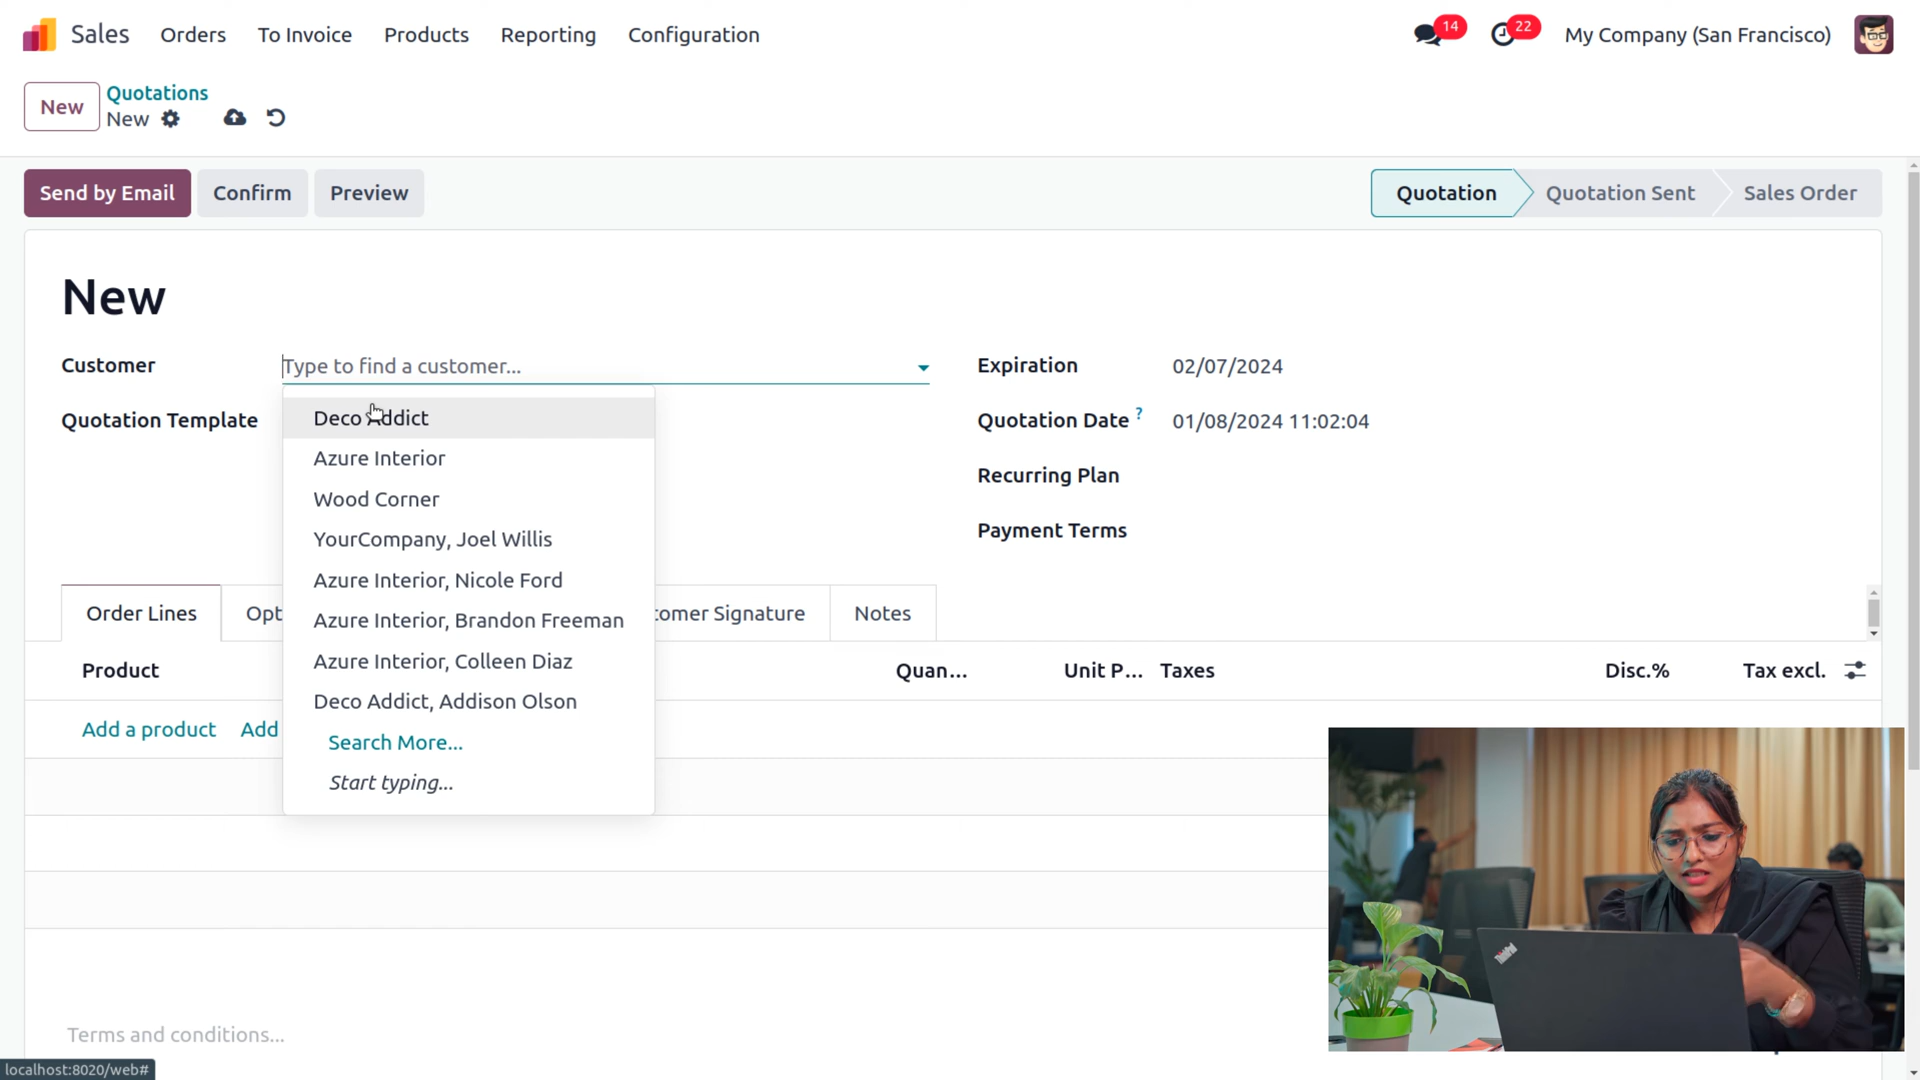 Sales Orders To Invoice Products Reporting Configuration 14 22 My Company (San Francisco)
New Quotations
New
Send by Email Confirm Preview Quotation Quotation Sent Sales Order
New
Customer Type to find a customer... Expiration 02/07/2024
Quotation Template Deco Addict Quotation Date ? 01/08/2024 11:02:04
Azure Interior
Recurring Plan
Wood Corner
Payment Terms
YourCompany, Joel Willis
Azure Interior, Nicole Ford
Order Lines Opt Azure Interior, Brandon Freeman tomer Signature Notes
Azure Interior, Colleen Diaz
Product Quan... Unit P... Taxes Disc.% Tax excl.
Deco Addict, Addison Olson
Add a product Add
Search More...
Start typing...
ThinkPad
Terms and conditions...
localhost:8020/web#